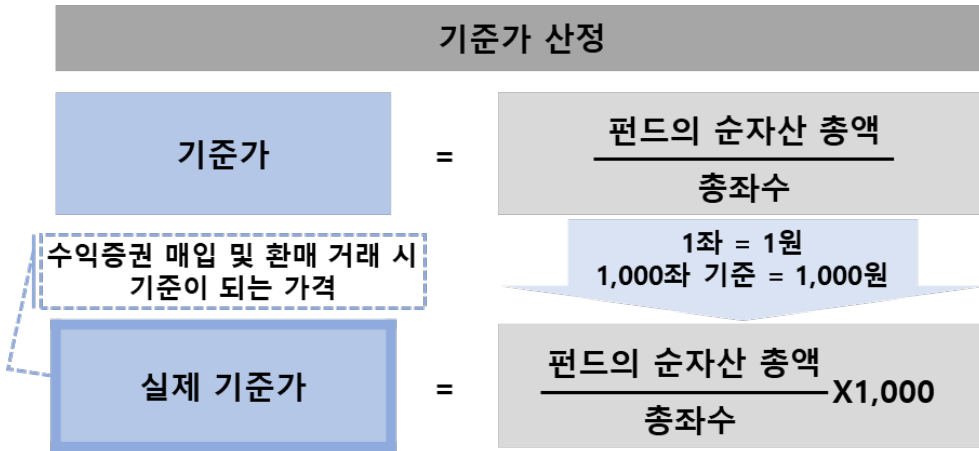 기준가 산정
기준가
=
펀드의 순자산 총액
총좌수
수익증권 매입 및 환매 거래 시
기준이 되는 가격
1좌 = 1원
1,000좌 기준 = 1,000원
실제 기준가
=
펀드의 순자산 총액
총좌수
X1,000